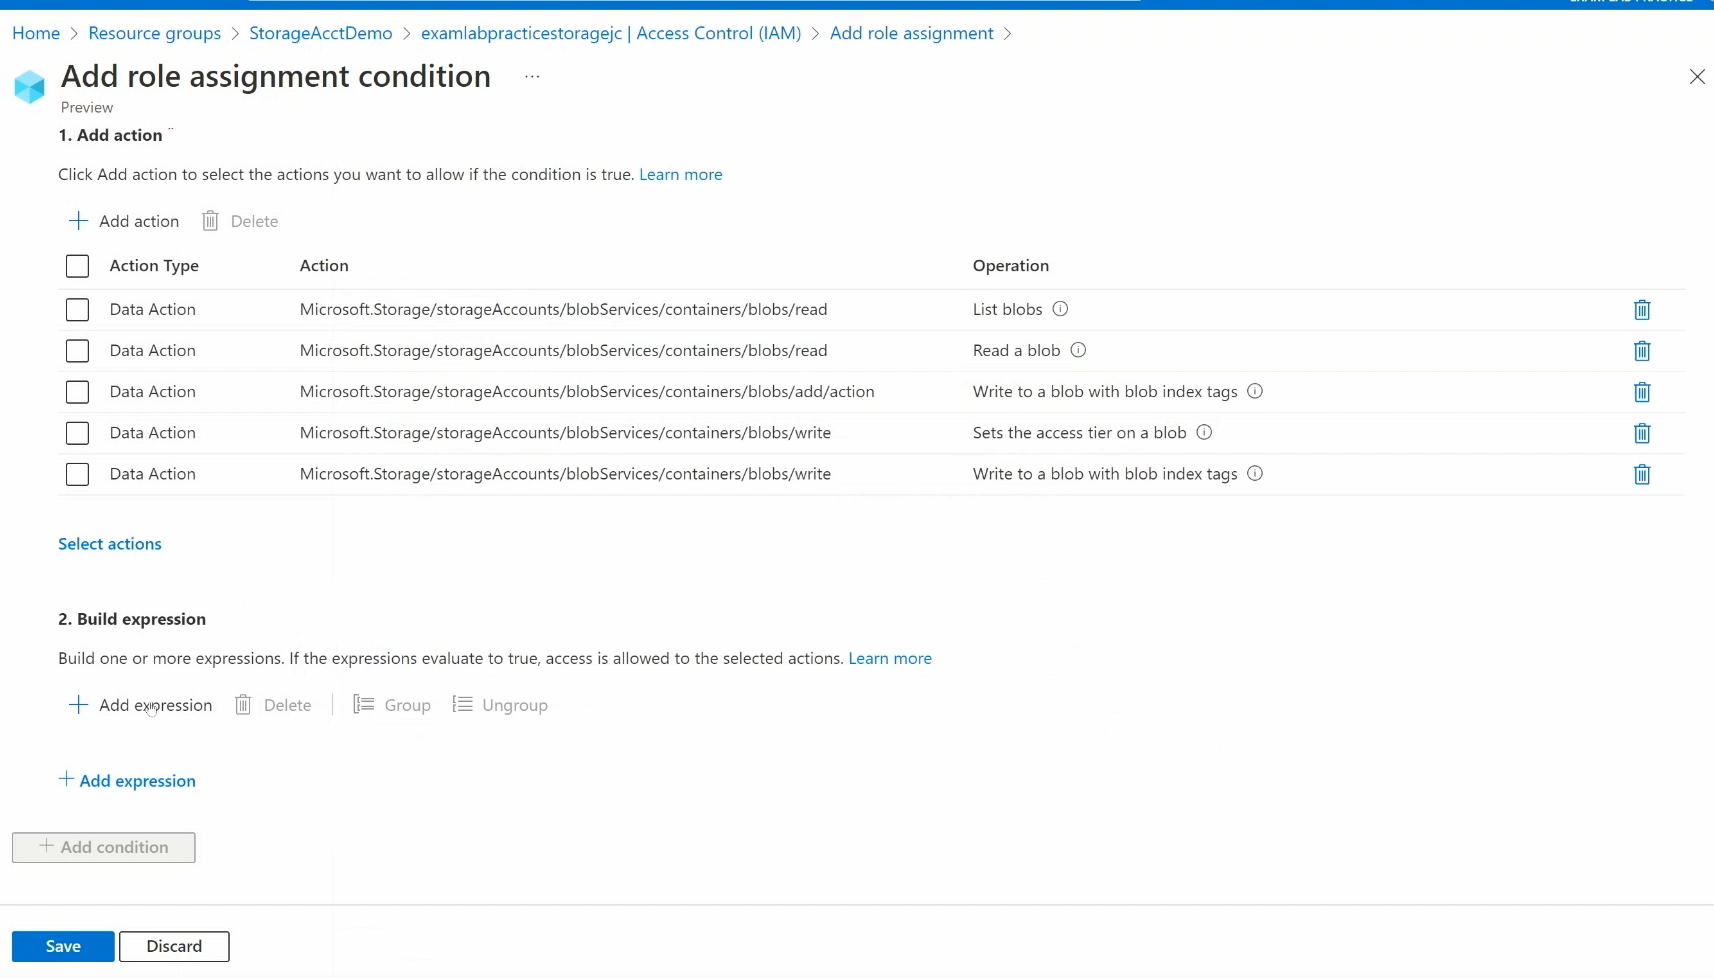 Home > Resource groups > StorageAcctDemo > examlabpracticestoragejc | Access Control (IAM) > Add role assignment >
Add role assignment condition ...
Preview
1. Add action
Click Add action to select the actions you want to allow if the condition is true. Learn more
Add action Delete
Action Type Action Operation
Data Action Microsoft.Storage/storageAccounts/blobServices/containers/blobs/read List blobs
Data Action Microsoft.Storage/storageAccounts/blobServices/containers/blobs/read Read a blob
Data Action Microsoft.Storage/storageAccounts/blobServices/containers/blobs/add/action Write to a blob with blob index tags
Data Action Microsoft.Storage/storageAccounts/blobServices/containers/blobs/write Sets the access tier on a blob
Data Action Microsoft.Storage/storageAccounts/blobServices/containers/blobs/write Write to a blob with blob index tags
Select actions
2. Build expression
Build one or more expressions. If the expressions evaluate to true, access is allowed to the selected actions. Learn more
+ Add expression Delete | Group Ungroup
+ Add expression
+ Add condition
Save Discard